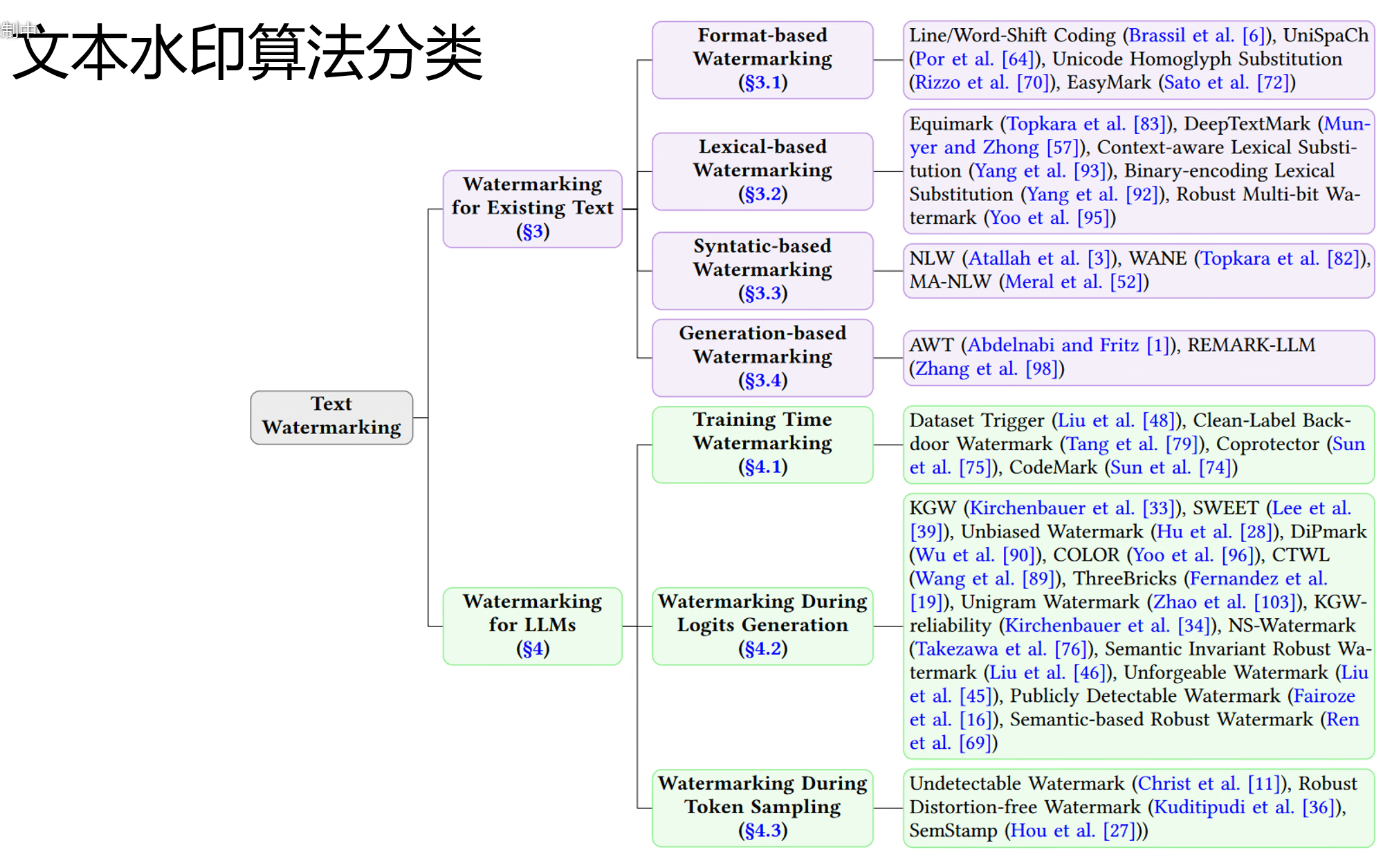 制中
文本水印算法分类
Text
Watermarking
Watermarking
for Existing Text
(§3)
Format-based
Watermarking
(§3.1)
Line/Word-Shift Coding (Brassil et al. [6]), UniSpaCh
(Por et al. [64]), Unicode Homoglyph Substitution
(Rizzo et al. [70]), EasyMark (Sato et al. [72])
Lexical-based
Watermarking
(§3.2)
Equimark (Topkara et al. [83]), DeepTextMark (Mun-
yer and Zhong [57]), Context-aware Lexical Substi-
tution (Yang et al. [93]), Binary-encoding Lexical
Substitution (Yang et al. [92]), Robust Multi-bit Wa-
termark (Yoo et al. [95])
Syntatic-based
Watermarking
(§3.3)
NLW (Atallah et al. [3]), WANE (Topkara et al. [82]),
MA-NLW (Meral et al. [52])
Generation-based
Watermarking
(§3.4)
AWT (Abdelnabi and Fritz [1]), REMARK-LLM
(Zhang et al. [98])
Watermarking
for LLMs
(§4)
Training Time
Watermarking
(§4.1)
Dataset Trigger (Liu et al. [48]), Clean-Label Back-
door Watermark (Tang et al. [79]), Coprotector (Sun
et al. [75]), CodeMark (Sun et al. [74])
Watermarking During
Logits Generation
(§4.2)
KGW (Kirchenbauer et al. [33]), SWEET (Lee et al.
[39]), Unbiased Watermark (Hu et al. [28]), DiPmark
(Wu et al. [90]), COLOR (Yoo et al. [96]), CTWL
(Wang et al. [89]), ThreeBricks (Fernandez et al.
[19]), Unigram Watermark (Zhao et al. [103]), KGW-
reliability (Kirchenbauer et al. [34]), NS-Watermark
(Takezawa et al. [76]), Semantic Invariant Robust Wa-
termark (Liu et al. [46]), Unforgeable Watermark (Liu
et al. [45]), Publicly Detectable Watermark (Fairoze
et al. [16]), Semantic-based Robust Watermark (Ren
et al. [69])
Watermarking During
Token Sampling
(§4.3)
Undetectable Watermark (Christ et al. [11]), Robust
Distortion-free Watermark (Kuditipudi et al. [36]),
SemStamp (Hou et al. [27]))